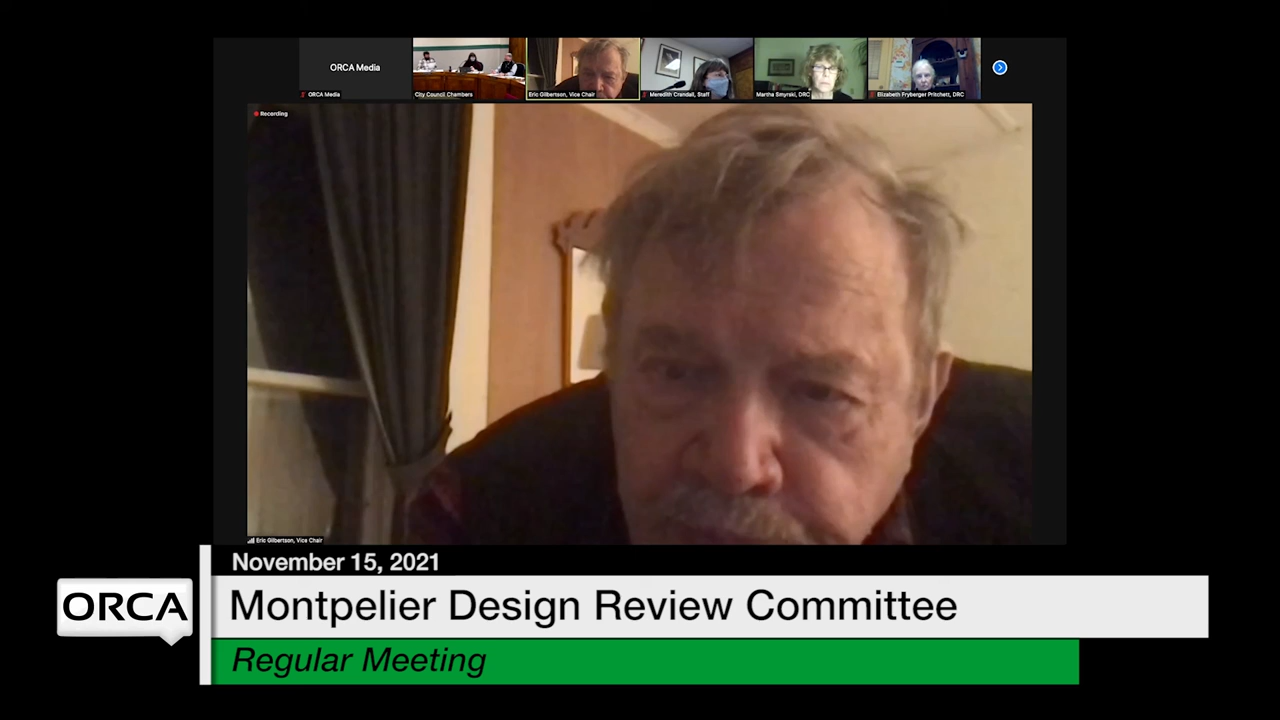 ORCA Media
ORCA Media
City Council Chambers
Eric Gilbertson, Vice Chair
Meredith Crandall, Staff
Martha Smyrski, DRC
Elizabeth Fryberger Pritchett, DRC
Recording
Eric Gilbertson, Vice Chair
November 15, 2021
ORCA
Montpelier Design Review Committee
Regular Meeting